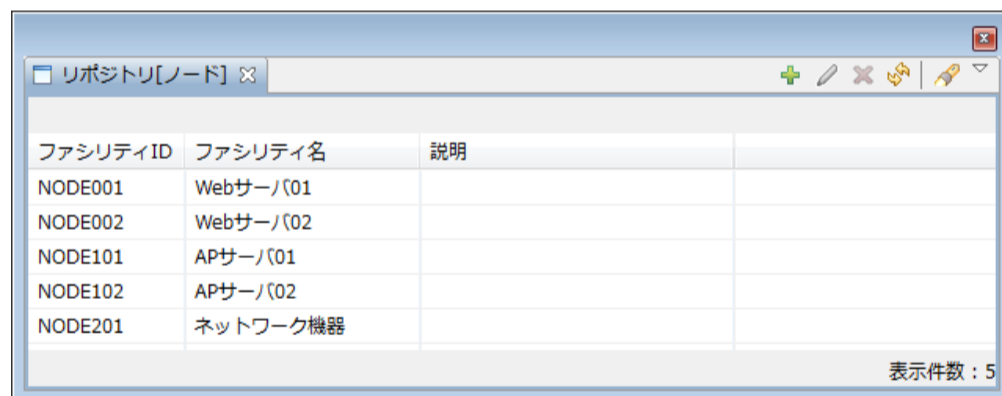 リポジトリ[ノード]
ファシリティID ファシリティ名 説明
NODE001 Webサーバ01
NODE002 Webサーバ02
NODE101 APサーバ01
NODE102 APサーバ02
NODE201 ネットワーク機器
表示件数：5